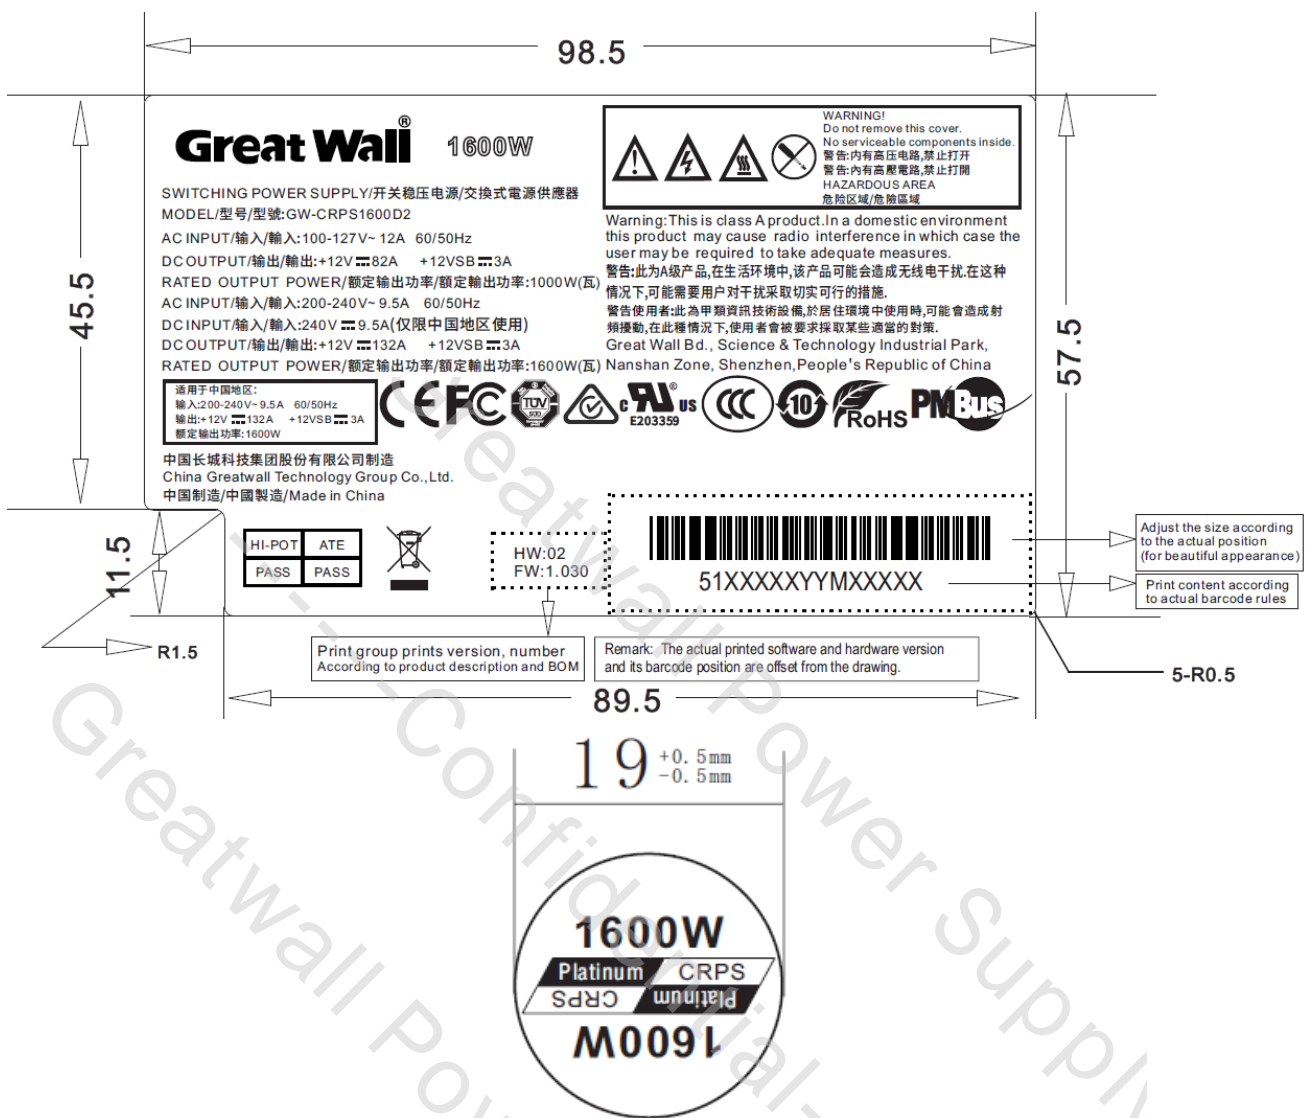 98.5
Great Wall®
1600W
SWITCHING POWER SUPPLY/开关稳压电源/交換式電源供應器
MODEL/型号/型號:GW-CRPS1600D2
AC INPUT/输入/輸入:100-127V~ 12A 60/50Hz
DC OUTPUT/输出/輸出:+12V⎓82A +12VSB⎓3A
RATED OUTPUT POWER/额定输出功率/額定輸出功率:1000W(瓦)
AC INPUT/输入/輸入:200-240V~ 9.5A 60/50Hz
DC INPUT/输入/輸入:240V⎓9.5A(仅限中国地区使用)
DC OUTPUT/输出/輸出:+12V⎓132A +12VSB⎓3A
RATED OUTPUT POWER/额定输出功率/額定輸出功率:1600W(瓦)
适用于中国地区:
输入:200-240V~ 9.5A 60/50Hz
输出:+12V⎓132A +12VSB⎓3A
额定输出功率:1600W
中国长城科技集团股份有限公司制造
China Greatwall Technology Group Co.,Ltd.
中国制造/中國製造/Made in China
WARNING!
Do not remove this cover.
No serviceable components inside.
警告:内有高压电路,禁止打开
警告:內有高壓電路,禁止打開
HAZARDOUS AREA
危险区域/危險區域
Warning:This is class A product.In a domestic environment
this product may cause radio interference in which case the
user may be required to take adequate measures.
警告:此为A级产品,在生活环境中,该产品可能会造成无线电干扰.在这种
情况下,可能需要用户对干扰采取切实可行的措施.
警告使用者:此為甲類資訊技術設備,於居住環境中使用時,可能會造成射
頻擾動,在此種情況下,使用者會被要求採取某些適當的對策.
Great Wall Bd., Science & Technology Industrial Park,
Nanshan Zone, Shenzhen,People's Republic of China
CE FC TUV SUD c RU® US CCC 10 RoHS PMBus
E203359
HI-POT ATE
PASS PASS
HW:02
FW:1.030
51XXXXXYYMXXXXX
45.5
11.5
57.5
R1.5
5-R0.5
89.5
Adjust the size according
to the actual position
(for beautiful appearance)
Print content according
to actual barcode rules
Print group prints version, number
According to product description and BOM
Remark: The actual printed software and hardware version
and its barcode position are offset from the drawing.
19 +0.5mm
-0.5mm
1600W
Platinum CRPS
Platinum CRPS
1600W
Greatwall Power Supply
----Confidential-
Greatwall Pow